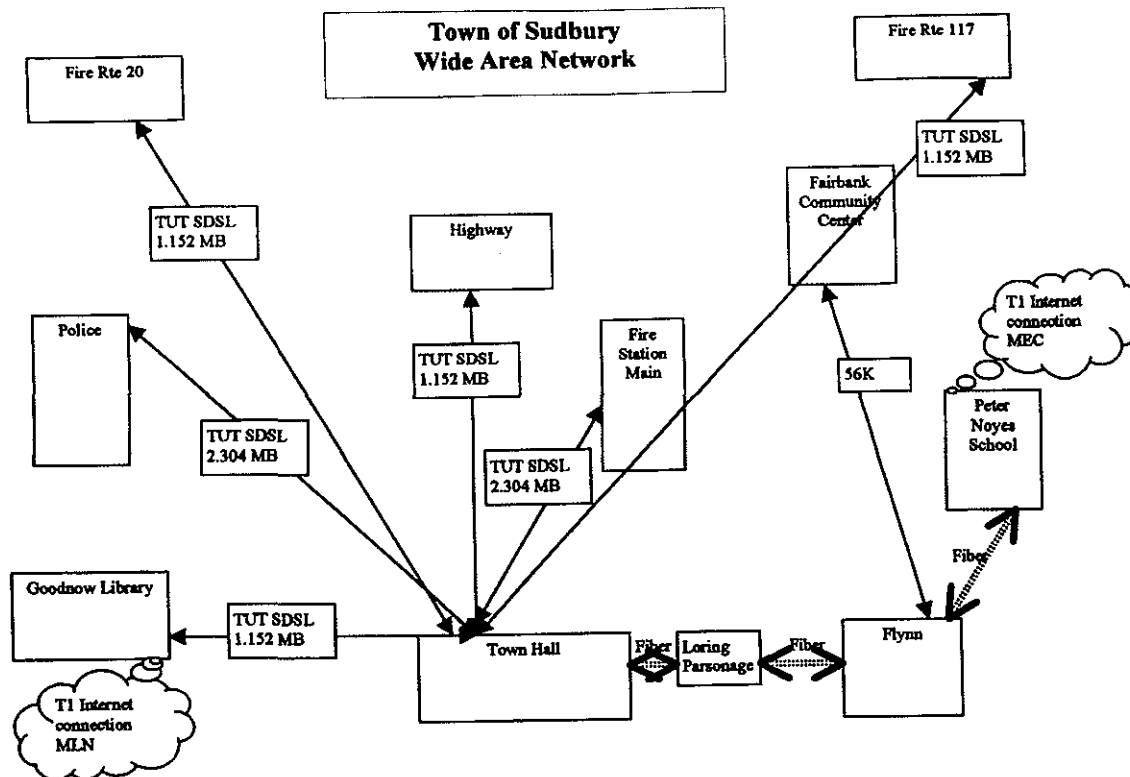 Town of Sudbury
Wide Area Network
Fire Rte 20
Fire Rte 117
TUT SDSL
1.152 MB
Fairbank
Community
Center
TUT SDSL
1.152 MB
Highway
T1 Internet
connection
MEC
Police
Fire
Station
Main
TUT SDSL
1.152 MB
56K
Peter
Noyes
School
TUT SDSL
2.304 MB
TUT SDSL
2.304 MB
Fiber
Goodnow Library
TUT SDSL
1.152 MB
Town Hall
Fiber
Loring
Parsonage
Fiber
Flynn
T1 Internet
connection
MLN